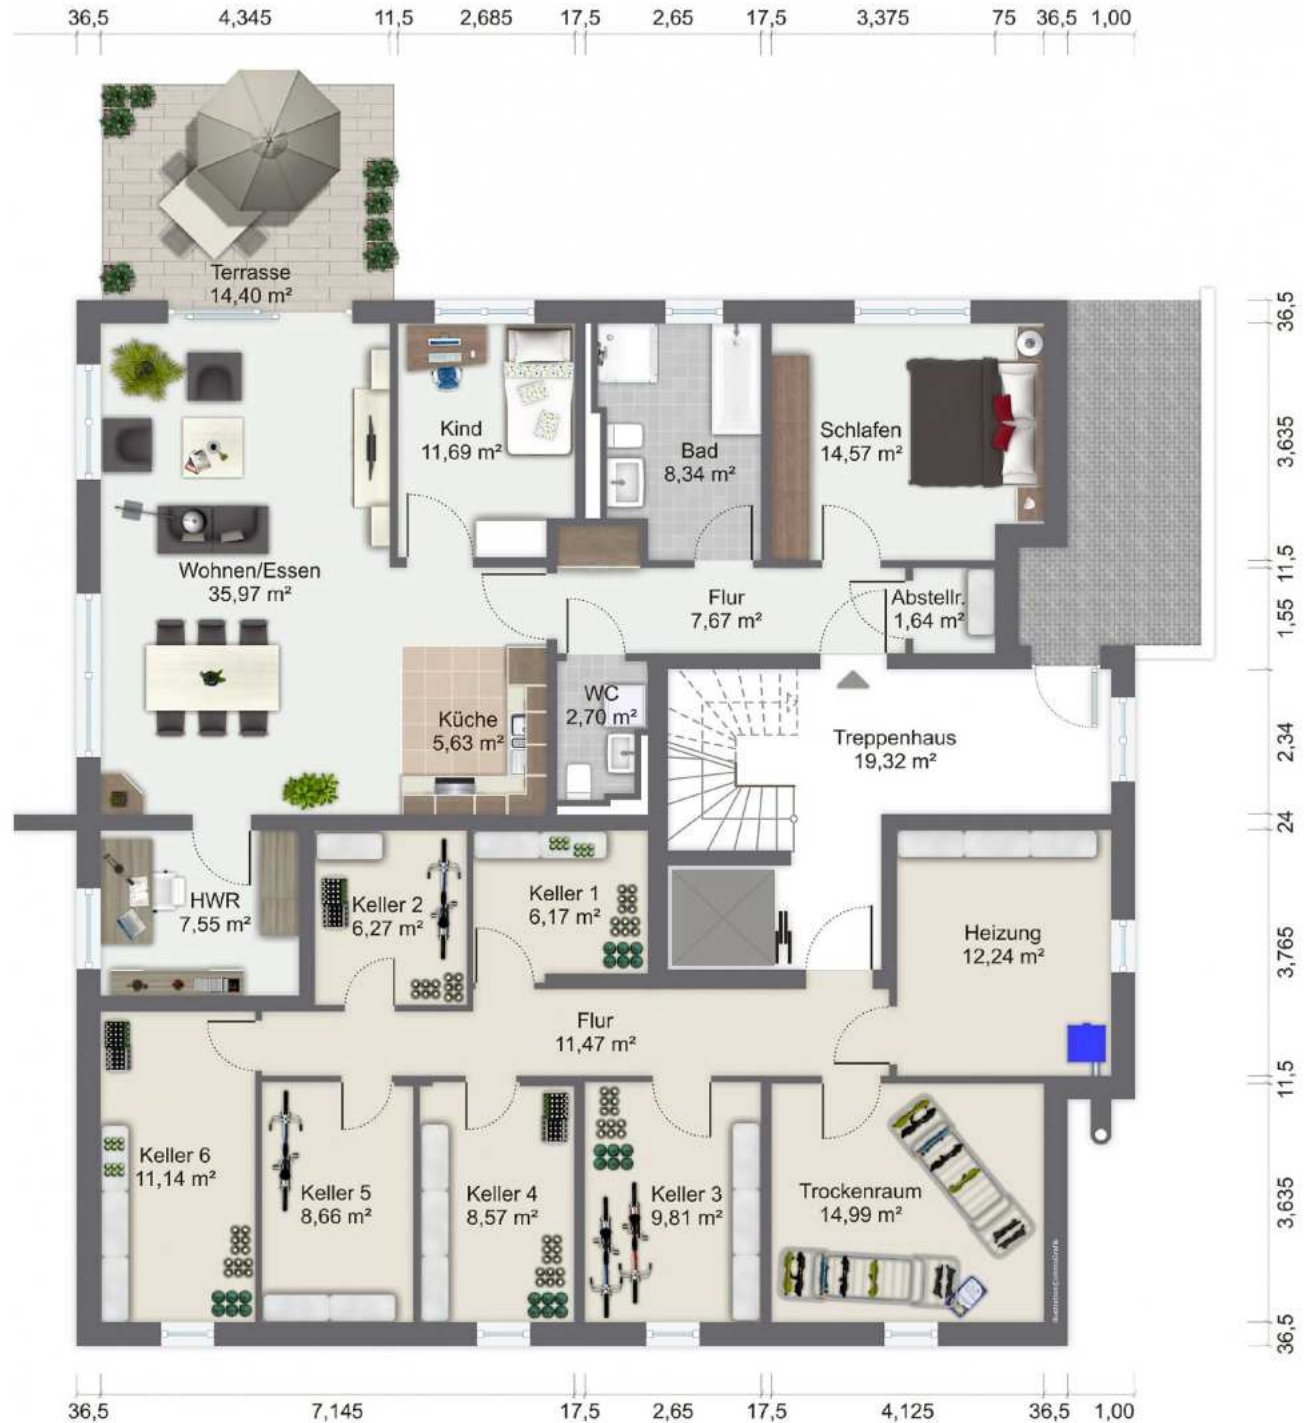 36,5 4,345 11,5 2,685 17,5 2,65 17,5 3,375 75 36,5 1,00
Terrasse
14,40 m²
36,5
Kind
11,69 m²
Bad
8,34 m²
Schlafen
14,57 m²
3,635
Wohnen/Essen
35,97 m²
11,5
Flur
7,67 m²
Abstellr.
1,64 m²
1,55
WC
2,70 m²
Küche
5,63 m²
Treppenhaus
19,32 m²
2,34
24
HWR
7,55 m²
Keller 2
6,27 m²
Keller 1
6,17 m²
Heizung
12,24 m²
3,765
Flur
11,47 m²
11,5
Keller 6
11,14 m²
Keller 5
8,66 m²
Keller 4
8,57 m²
Keller 3
9,81 m²
Trockenraum
14,99 m²
3,635
36,5
36,5 7,145 17,5 2,65 17,5 4,125 36,5 1,00